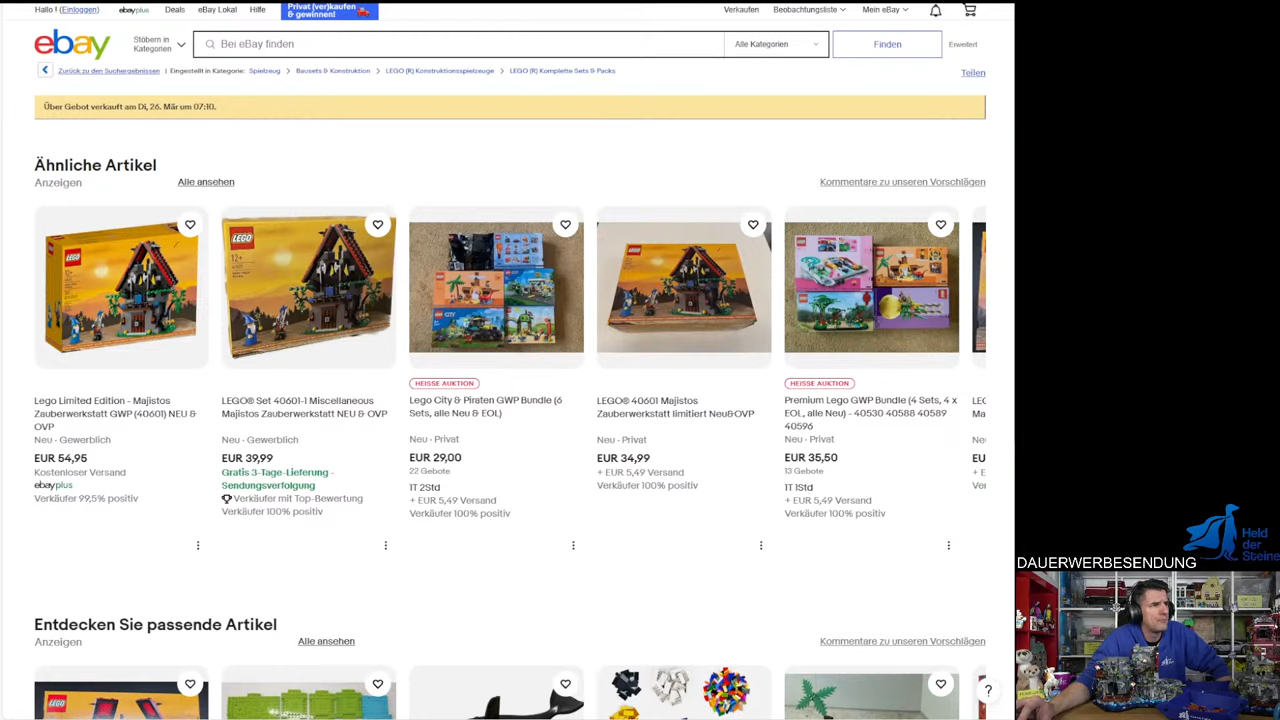 Hallo ! (Einloggen)
ebayplus
Deals
eBay Lokal
Hilfe
Privat (ver)kaufen
& gewinnen!
Verkaufen
Beobachtungsliste
Mein eBay
ebay
Stöbern in
Kategorien
Bei eBay finden
Alle Kategorien
Finden
Erweitert
Zurück zu den Suchergebnissen | Eingestellt in Kategorie: Spielzeug > Bausets & Konstruktion > LEGO (R) Konstruktionsspielzeuge > LEGO (R) Komplette Sets & Packs
Teilen
Über Gebot verkauft am Di, 26. Mär um 07:10.
Ähnliche Artikel
Anzeigen
Alle ansehen
Kommentare zu unseren Vorschlägen
Lego Limited Edition - Majistos
Zauberwerkstatt GWP (40601) NEU &
OVP
Neu · Gewerblich
EUR 54,95
Kostenloser Versand
ebayplus
Verkäufer 99,5% positiv
LEGO
12+
LEGO® Set 40601-1 Miscellaneous
Majistos Zauberwerkstatt NEU & OVP
Neu · Gewerblich
EUR 39,99
Gratis 3-Tage-Lieferung -
Sendungsverfolgung
Verkäufer mit Top-Bewertung
Verkäufer 100% positiv
CITY
HEISSE AUKTION
Lego City & Piraten GWP Bundle (6
Sets, alle Neu & EOL)
Neu · Privat
EUR 29,00
22 Gebote
1T 2Std
+ EUR 5,49 Versand
Verkäufer 100% positiv
LEGO® 40601 Majistos
Zauberwerkstatt limitiert Neu&OVP
Neu · Privat
EUR 34,99
+ EUR 5,49 Versand
Verkäufer 100% positiv
HEISSE AUKTION
Premium Lego GWP Bundle (4 Sets, 4 x
EOL, alle Neu) - 40530 40588 40589
40596
Neu · Privat
EUR 35,50
13 Gebote
1T 1Std
+ EUR 5,49 Versand
Verkäufer 100% positiv
Entdecken Sie passende Artikel
Anzeigen
Alle ansehen
Kommentare zu unseren Vorschlägen
?
Held
der
Steine
DAUERWERBESENDUNG